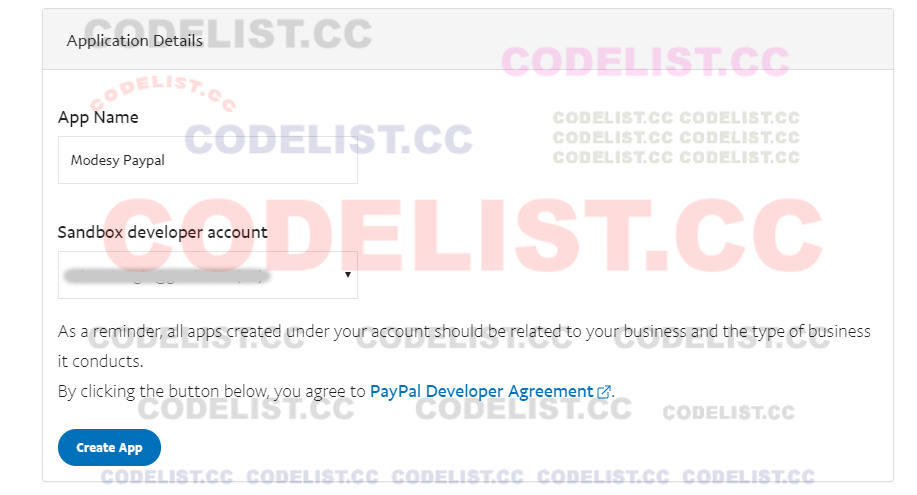 CODELIST.CC
Application Details
CODELIST.CC
CODELIST.CC
App Name
CODELIST.CC CODELIST.CC
CODELIST.CC
CODELIST.CC CODELIST.CC
Modesy Paypal
CODELIST.CC CODELIST.CC
CODELIST.CC
Sandbox developer account
As a reminder, all apps created under your account should be related to your business and the type of business
CODELIST.CC CODELIST.CC CODELIST.CC
it conducts.
By clicking the button below, you agree to PayPal Developer Agreement.
CODELIST.CC CODELIST.CC CODELIST.CC
Create App
CODELIST.CC CODELIST.CC CODELIST.CC CODELIST.CC CODELIST.CC